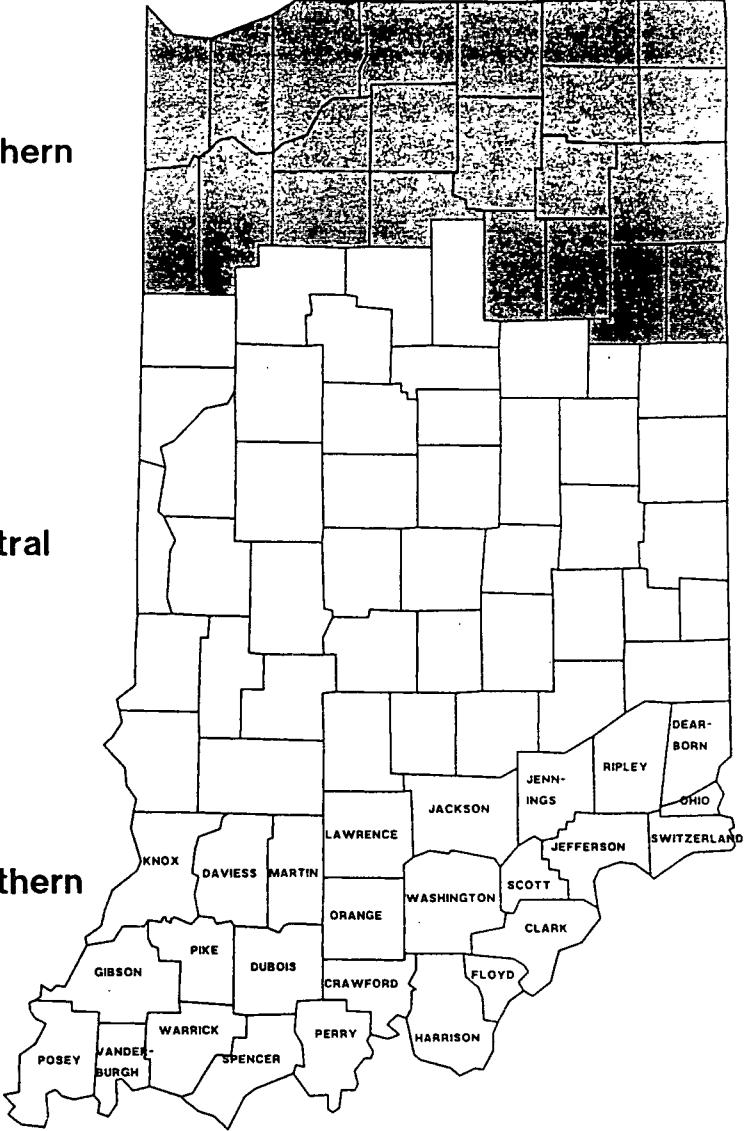 hern
tral
thern
DEAR-
BORN
RIPLEY
JENN-
INGS
OHIO
JACKSON
LAWRENCE
JEFFERSON
SWITZERLAND
KNOX
DAVIESS
MARTIN
SCOTT
WASHINGTON
ORANGE
CLARK
PIKE
DUBOIS
GIBSON
FLOYD
CRAWFORD
WARRICK
PERRY
HARRISON
POSEY
VANDER-
BURGH
SPENCER